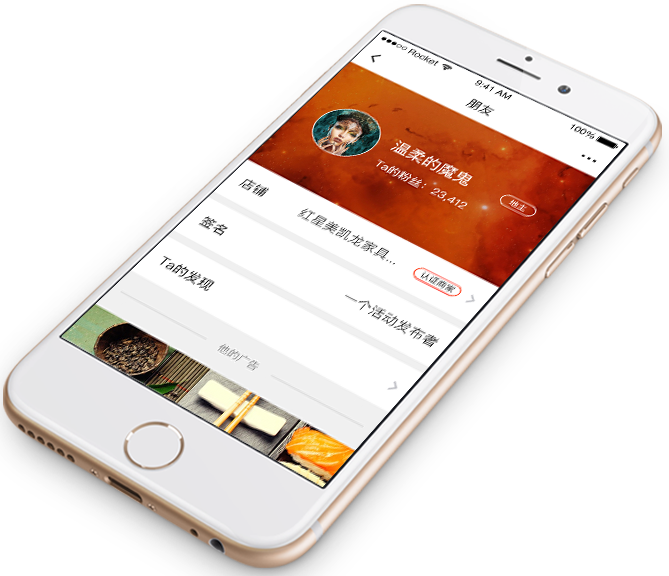 Rocket
9:41 AM
100%
朋友
温柔的魔鬼
Ta的粉丝：23,412
地主
店铺
红星美凯龙家具...
认证商家
签名
一个活动发布者
Ta的发现
他的广告